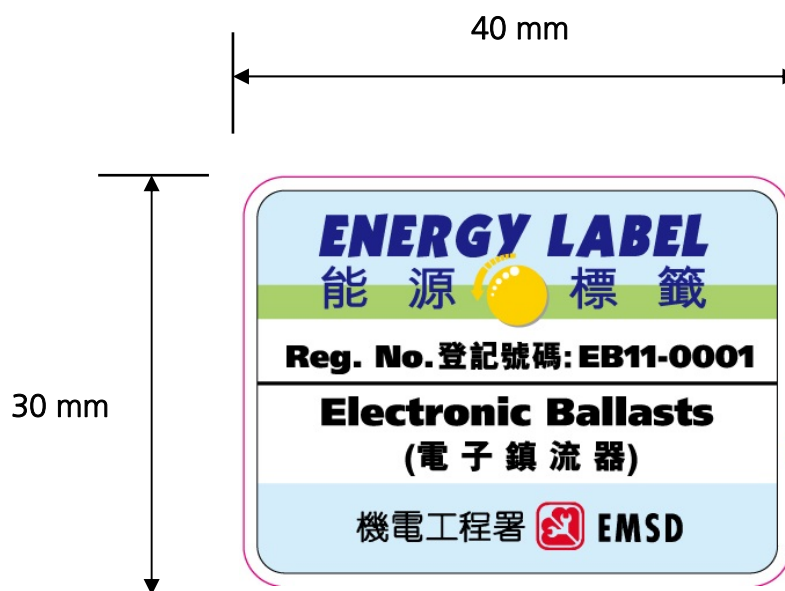 40 mm
ENERGY LABEL
能源標籤
Reg. No.登記號碼: EB11-0001
30 mm
Electronic Ballasts
(電子鎮流器)
機電工程署 EMSD